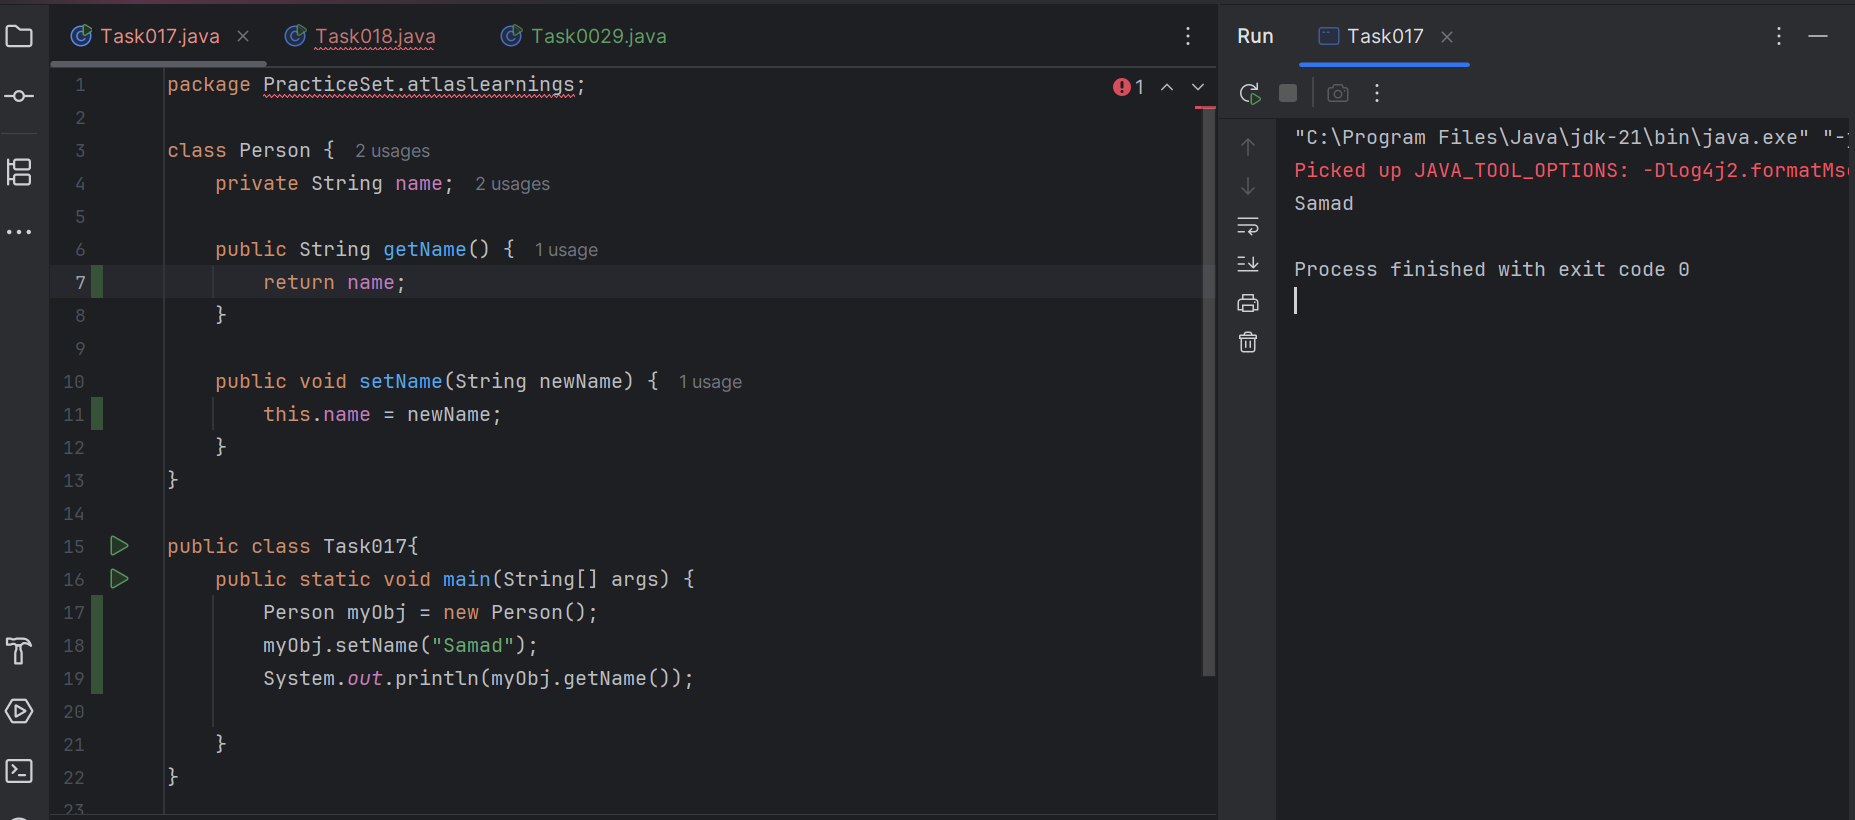 Task017.java
Task018.java
Task0029.java
1 package PracticeSet.atlaslearnings;
1
2
3 class Person { 2 usages
4 private String name; 2 usages
5
6 public String getName() { 1 usage
7 return name;
8 }
9
10 public void setName(String newName) { 1 usage
11 this.name = newName;
12 }
13 }
14
15 public class Task017{
16 public static void main(String[] args) {
17 Person myObj = new Person();
18 myObj.setName("Samad");
19 System.out.println(myObj.getName());
20
21 }
22 }
23
Run
Task017
"C:\Program Files\Java\jdk-21\bin\java.exe" "-
Picked up JAVA_TOOL_OPTIONS: -Dlog4j2.formatMs
Samad
Process finished with exit code 0